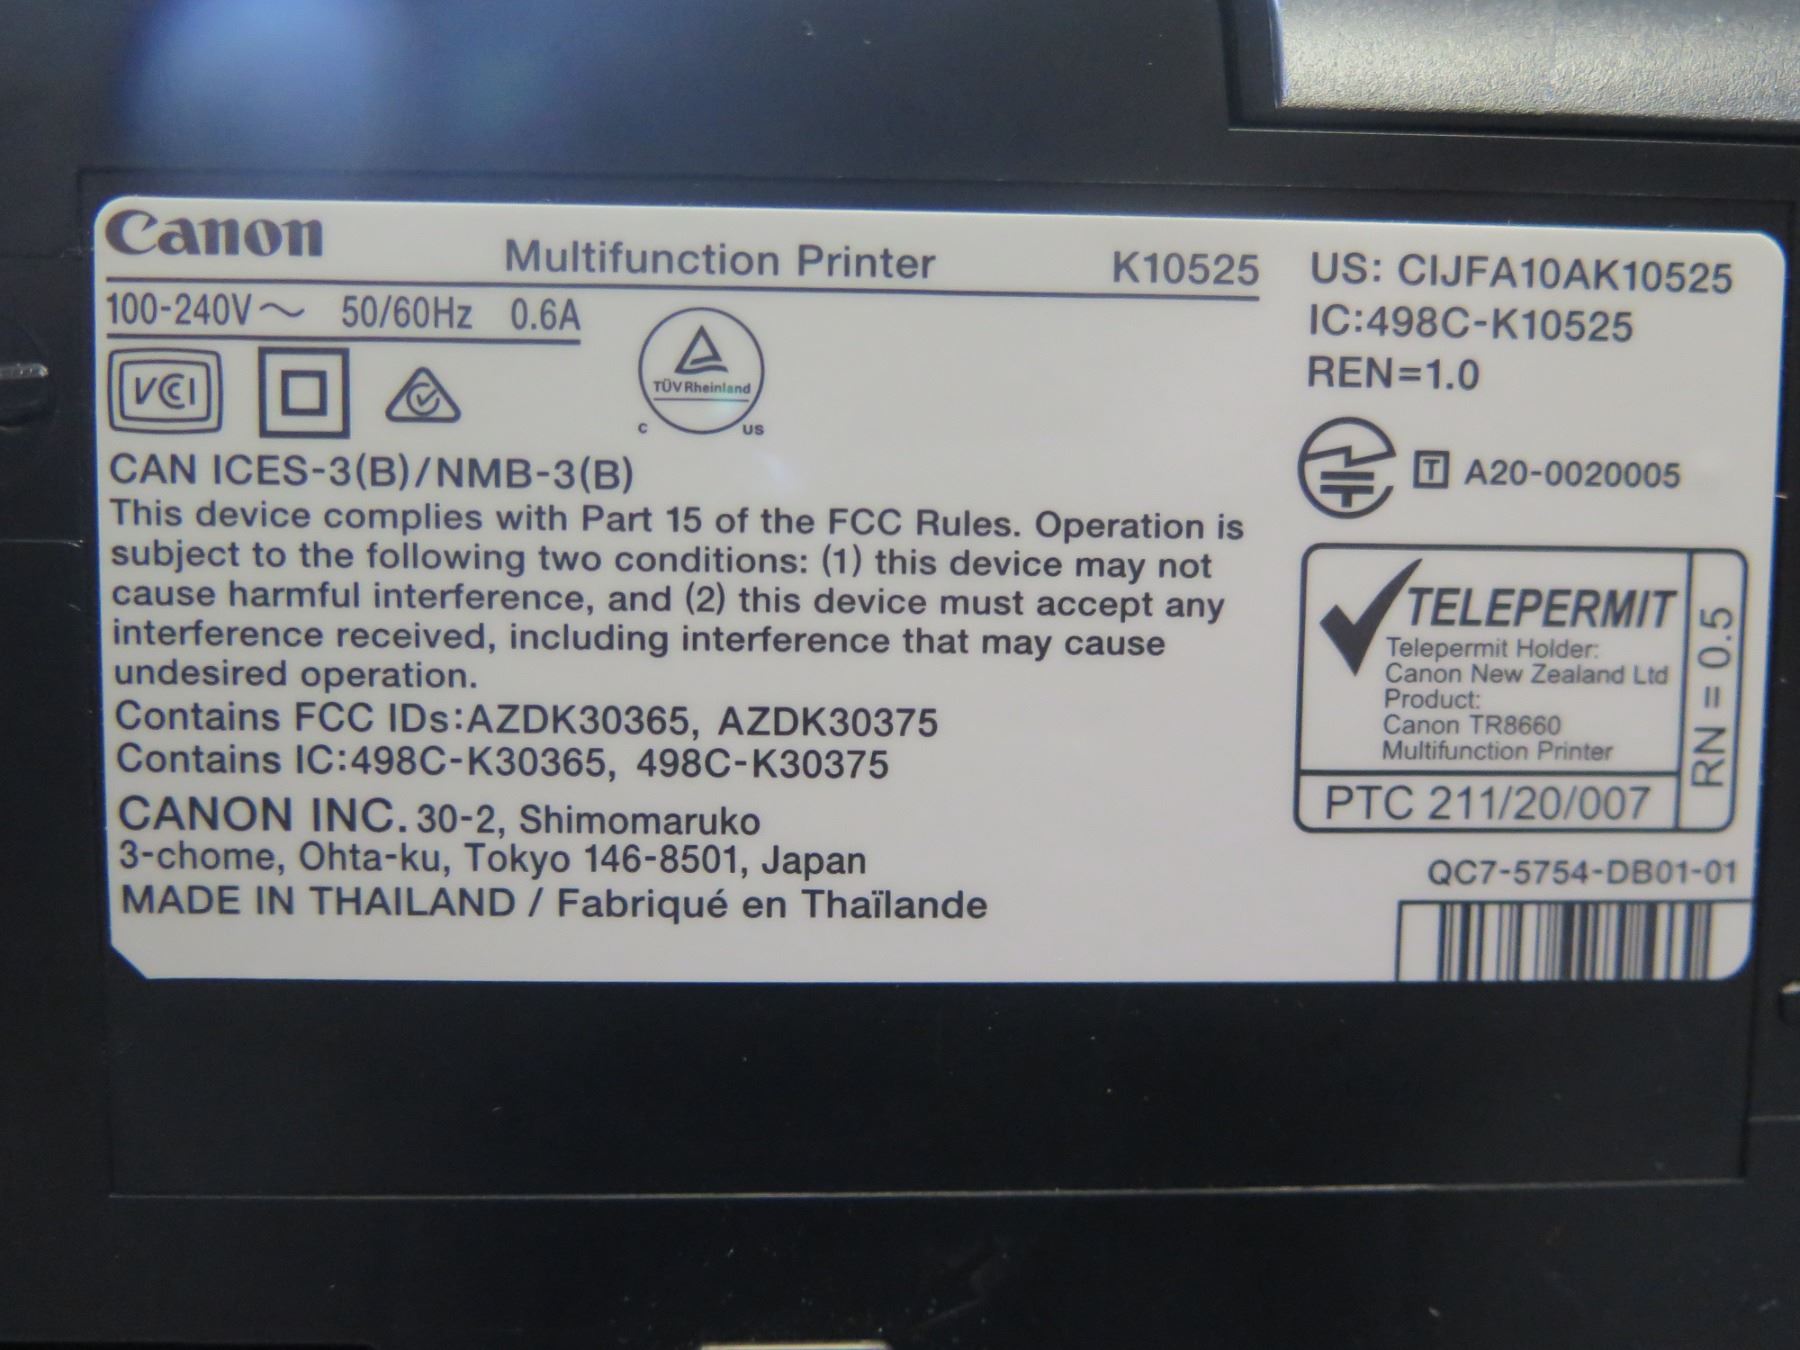 Canon
Multifunction Printer K10525
100-240V～ 50/60Hz 0.6A
VCCI
TÜVRheinland
C US
CAN ICES-3(B)/NMB-3(B)
This device complies with Part 15 of the FCC Rules. Operation is
subject to the following two conditions: (1) this device may not
cause harmful interference, and (2) this device must accept any
interference received, including interference that may cause
undesired operation.
Contains FCC IDs:AZDK30365, AZDK30375
Contains IC:498C-K30365, 498C-K30375
CANON INC. 30-2, Shimomaruko
3-chome, Ohta-ku, Tokyo 146-8501, Japan
MADE IN THAILAND / Fabriqué en Thaïlande
US: CIJFA10AK10525
IC:498C-K10525
REN=1.0
T A20-0020005
TELEPERMIT
Telepermit Holder:
Canon New Zealand Ltd
Product:
Canon TR8660
Multifunction Printer
PTC 211/20/007
RN = 0.5
QC7-5754-DB01-01